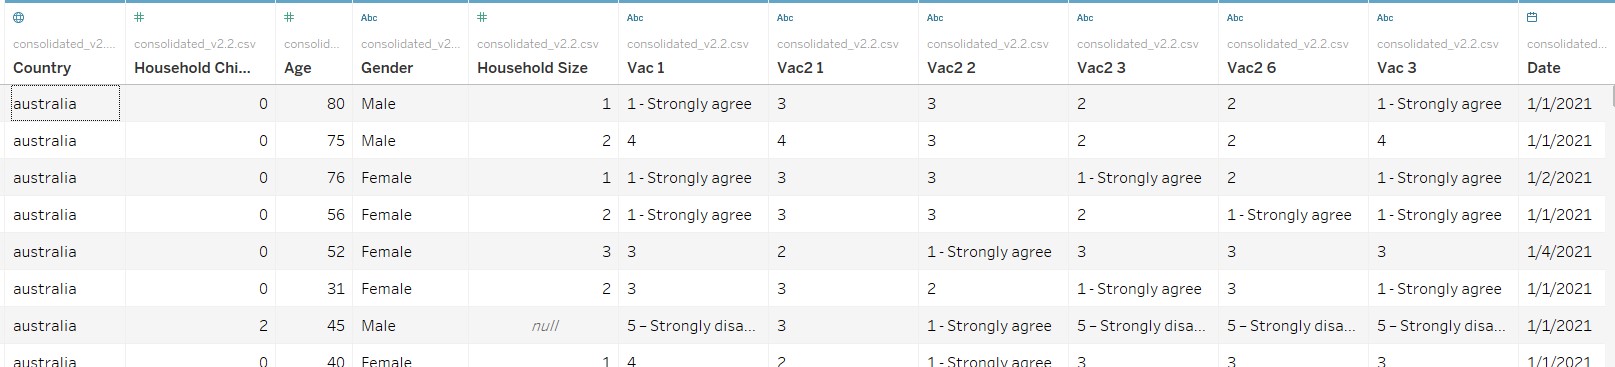 # # Abc # Abc Abc Abc Abc Abc Abc
consolidated_v2.... consolidated_v2.2.csv consolid... consolidated_v2... consolidated_v2.2.csv consolidated_v2.2.csv consolidated_v2.2.csv consolidated_v2.2.csv consolidated_v2.2.csv consolidated_v2.2.csv consolidated_v2.2.csv consolidated...
Country Household Chi... Age Gender Household Size Vac 1 Vac2 1 Vac2 2 Vac2 3 Vac2 6 Vac 3 Date
australia 0 80 Male 1 1 - Strongly agree 3 3 2 2 1 - Strongly agree 1/1/2021
australia 0 75 Male 2 4 4 3 2 2 4 1/1/2021
australia 0 76 Female 1 1 - Strongly agree 3 3 1 - Strongly agree 2 1 - Strongly agree 1/2/2021
australia 0 56 Female 2 1 - Strongly agree 3 3 2 1 - Strongly agree 1 - Strongly agree 1/1/2021
australia 0 52 Female 3 3 2 1 - Strongly agree 3 3 3 1/4/2021
australia 0 31 Female 2 3 3 2 1 - Strongly agree 3 1 - Strongly agree 1/1/2021
australia 2 45 Male null 5 – Strongly disa... 3 1 - Strongly agree 5 – Strongly disa... 5 – Strongly disa... 5 – Strongly disa... 1/1/2021
australia 0 40 Female 1 4 2 1 - Strongly agree 3 3 3 1/1/2021